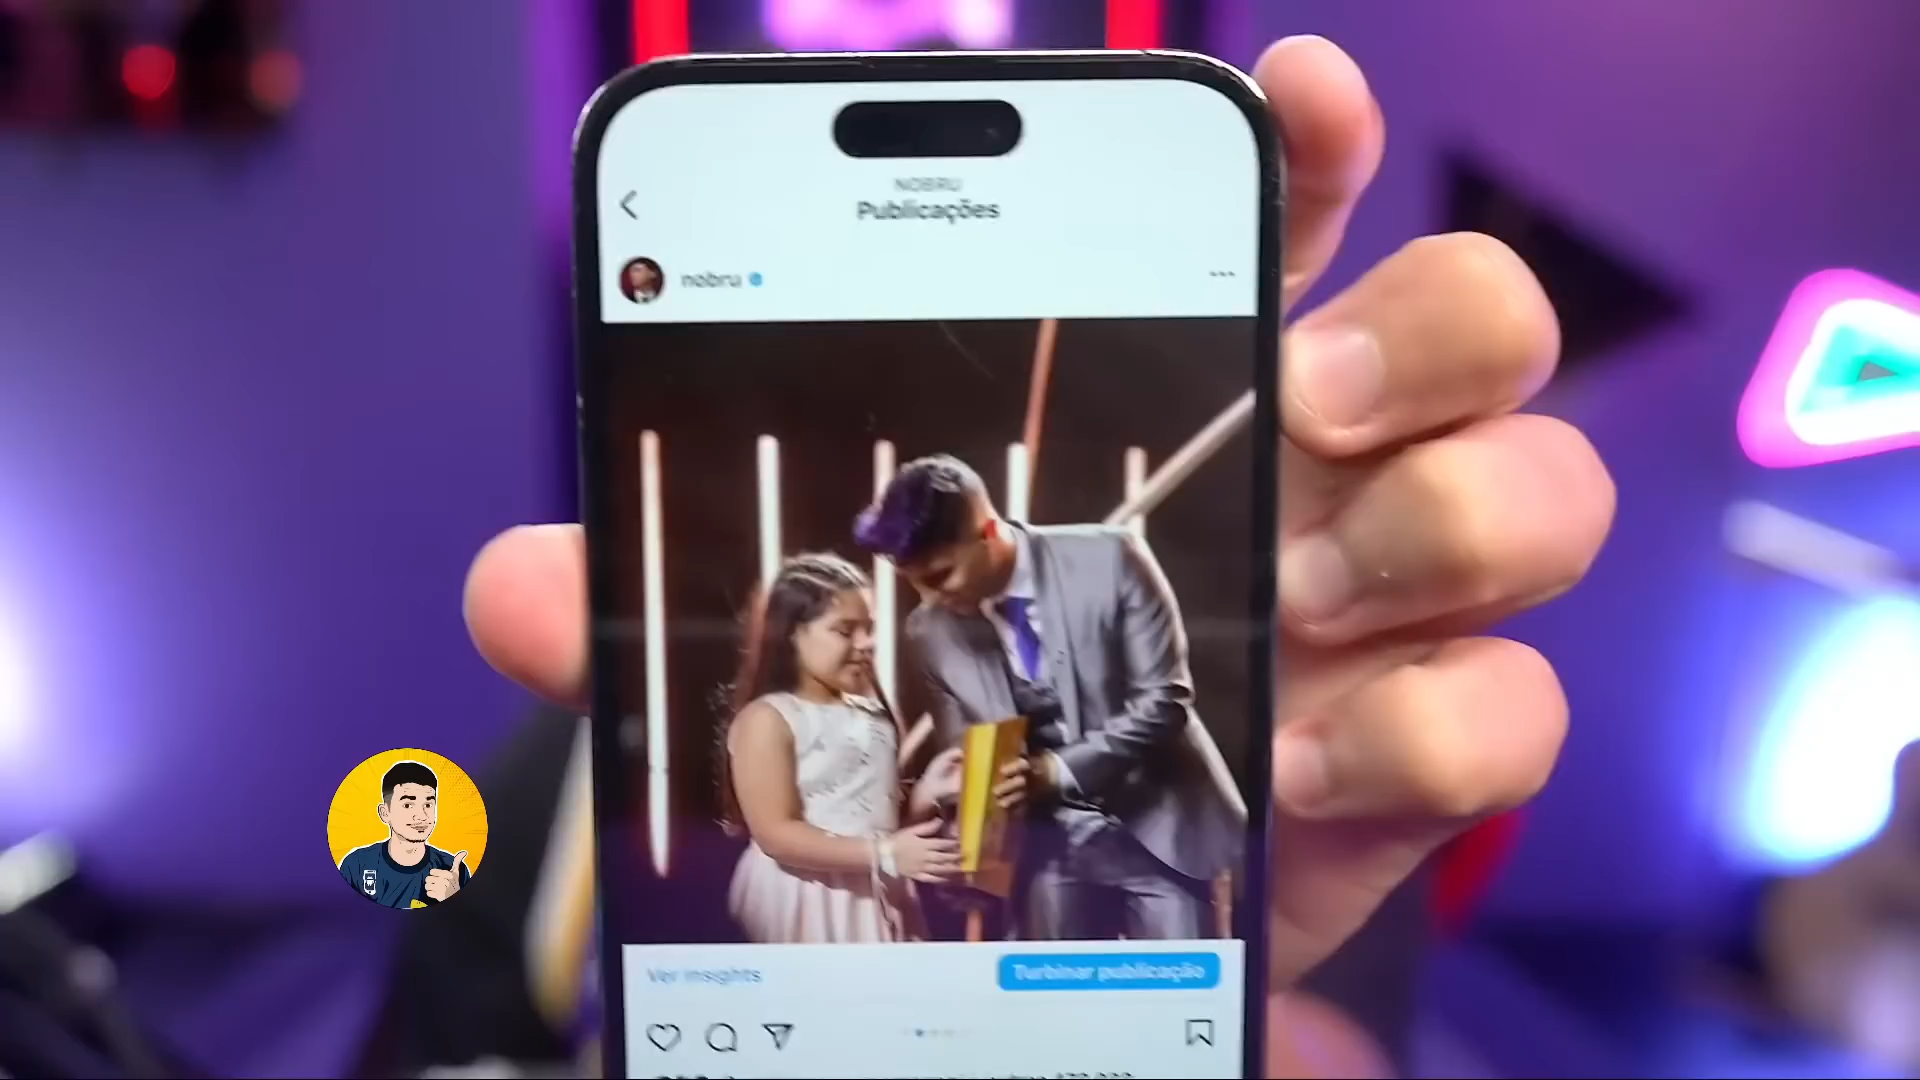 NOBRU
Publicações
nobru
Ver insights
Turbinar publicação